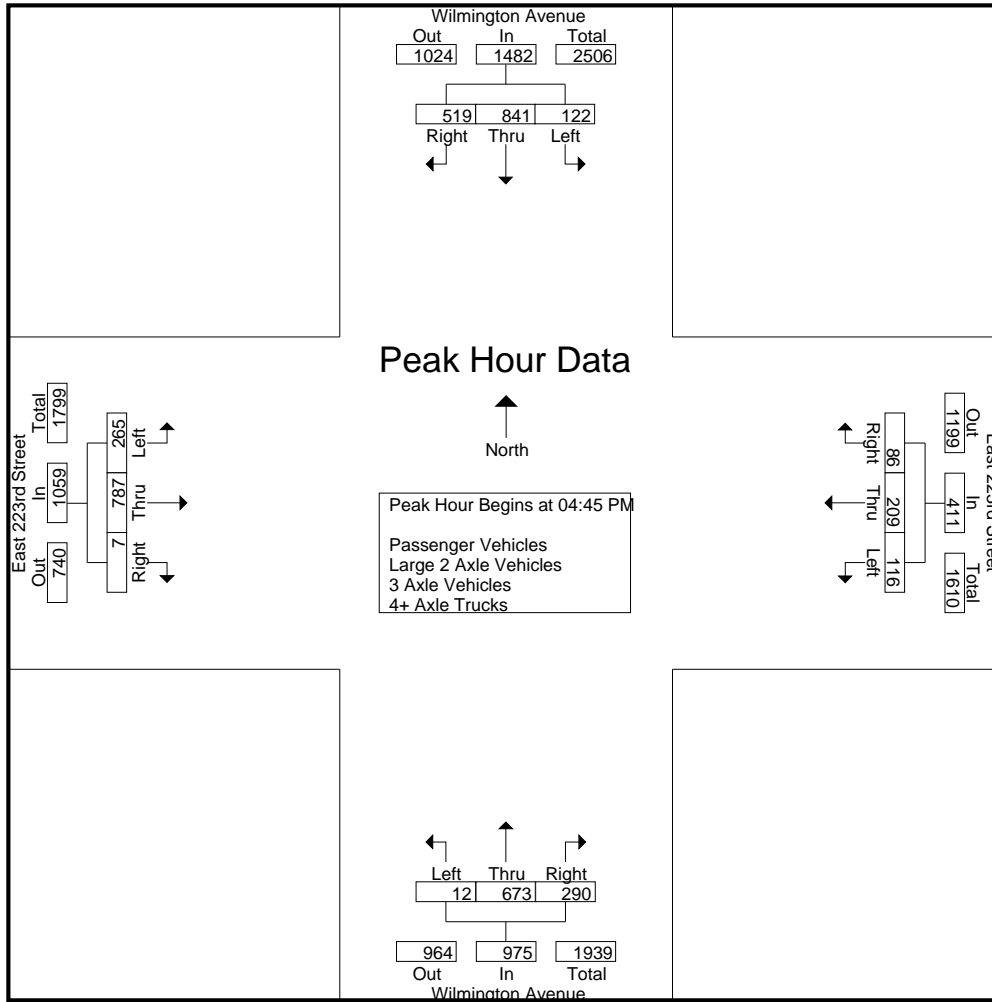 Wilmington Avenue
Out In Total
1024 1482 2506
519 841 122
Right Thru Left
Peak Hour Data
North
Peak Hour Begins at 04:45 PM
Passenger Vehicles
Large 2 Axle Vehicles
3 Axle Vehicles
4+ Axle Trucks
East 223rd Street
Out In Total
740 1059 1799
7 787 265
Right Thru Left
East 223rd Street
Out In Total
1199 411 1610
86 209 116
Right Thru Left
Left Thru Right
12 673 290
964 975 1939
Out In Total
Wilmington Avenue